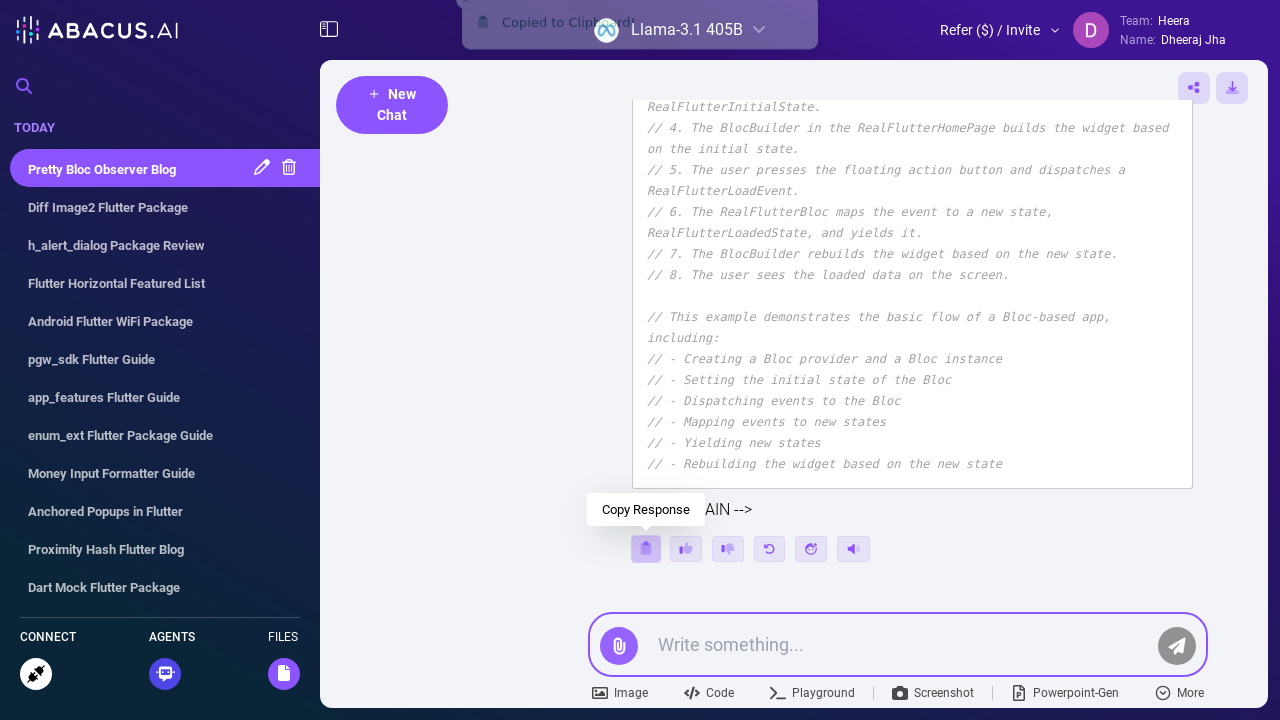 ABACUS.AI
Copied to Clipboard!
Llama-3.1 405B
Refer ($) / Invite
D
Team: Heera
Name: Dheeraj Jha
TODAY
Pretty Bloc Observer Blog
Diff Image2 Flutter Package
h_alert_dialog Package Review
Flutter Horizontal Featured List
Android Flutter WiFi Package
pgw_sdk Flutter Guide
app_features Flutter Guide
enum_ext Flutter Package Guide
Money Input Formatter Guide
Anchored Popups in Flutter
Proximity Hash Flutter Blog
Dart Mock Flutter Package
CONNECT
AGENTS
FILES
+ New
Chat
RealFlutterInitialState.
// 4. The BlocBuilder in the RealFlutterHomePage builds the widget based
on the initial state.
// 5. The user presses the floating action button and dispatches a
RealFlutterLoadEvent.
// 6. The RealFlutterBloc maps the event to a new state,
RealFlutterLoadedState, and yields it.
// 7. The BlocBuilder rebuilds the widget based on the new state.
// 8. The user sees the loaded data on the screen.
// This example demonstrates the basic flow of a Bloc-based app,
including:
// - Creating a Bloc provider and a Bloc instance
// - Setting the initial state of the Bloc
// - Dispatching events to the Bloc
// - Mapping events to new states
// - Yielding new states
// - Rebuilding the widget based on the new state
Copy Response
AIN -->
Write something...
Image
Code
Playground
Screenshot
Powerpoint-Gen
More